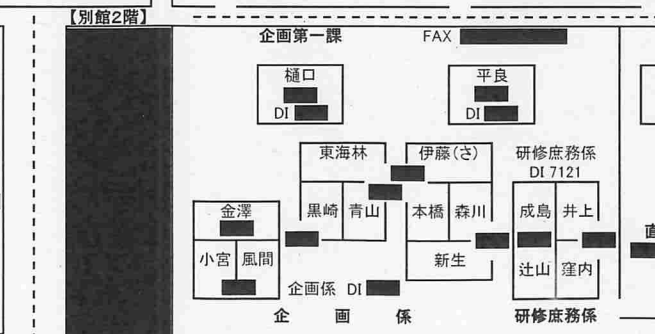 【別館2階】
企画第一課 FAX
樋口 平良
DI DI
東海林 伊藤(さ) 研修庶務係
DI 7121
黒崎 青山 本橋 森川 成島 井上
金澤
小宮 風間 新生 辻山 窪内
企画係 DI
企 画 係 研修庶務係